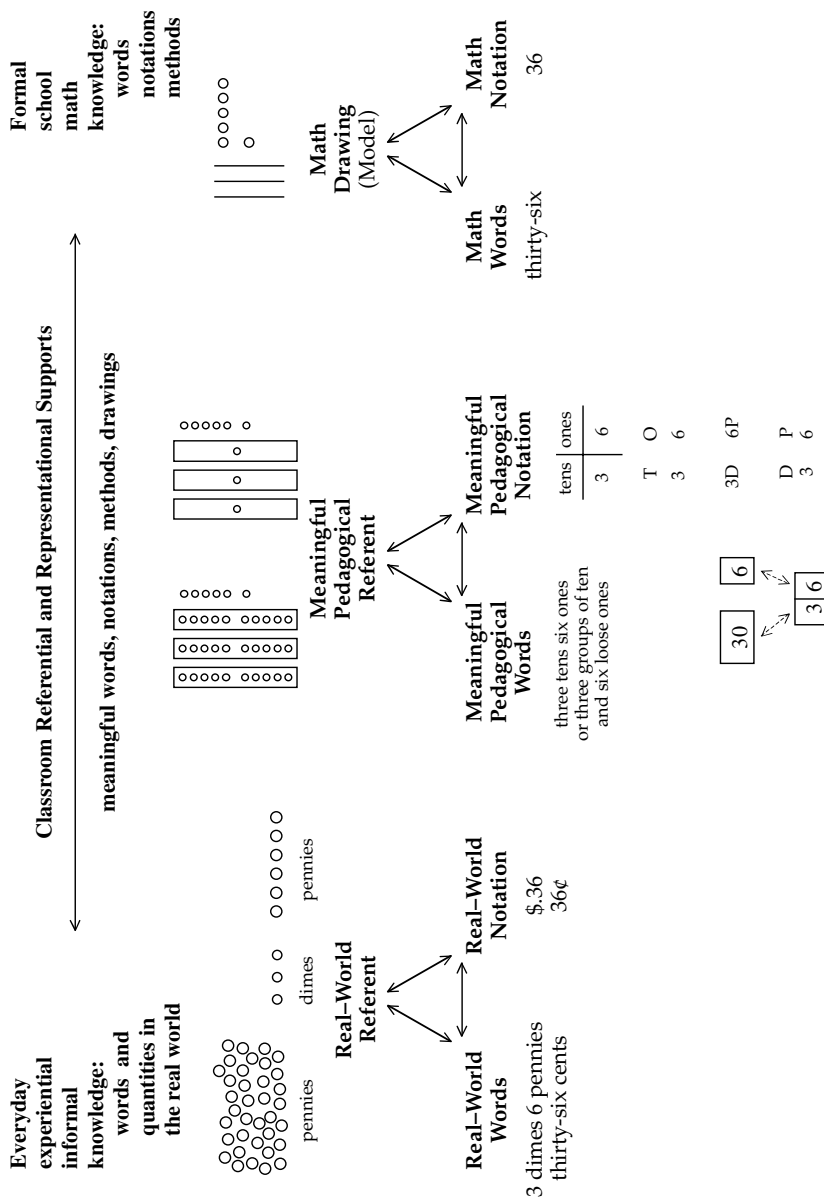 Everyday
experiential
informal
knowledge:
words and
quantities in
the real world
Classroom Referential and Representational Supports
meaningful words, notations, methods, drawings
Formal
school
math
knowledge:
words
notations
methods
pennies
dimes
pennies
Real–World
Referent
Real–World
Words
3 dimes 6 pennies
thirty-six cents
Real–World
Notation
$.36
36¢
Meaningful
Pedagogical
Referent
Meaningful
Pedagogical
Words
three tens six ones
or three groups of ten
and six loose ones
30 6
3 6
Meaningful
Pedagogical
Notation
tens ones
3 6
T O
3 6
3D 6P
D P
3 6
Math
Drawing
(Model)
Math
Words
thirty-six
Math
Notation
36